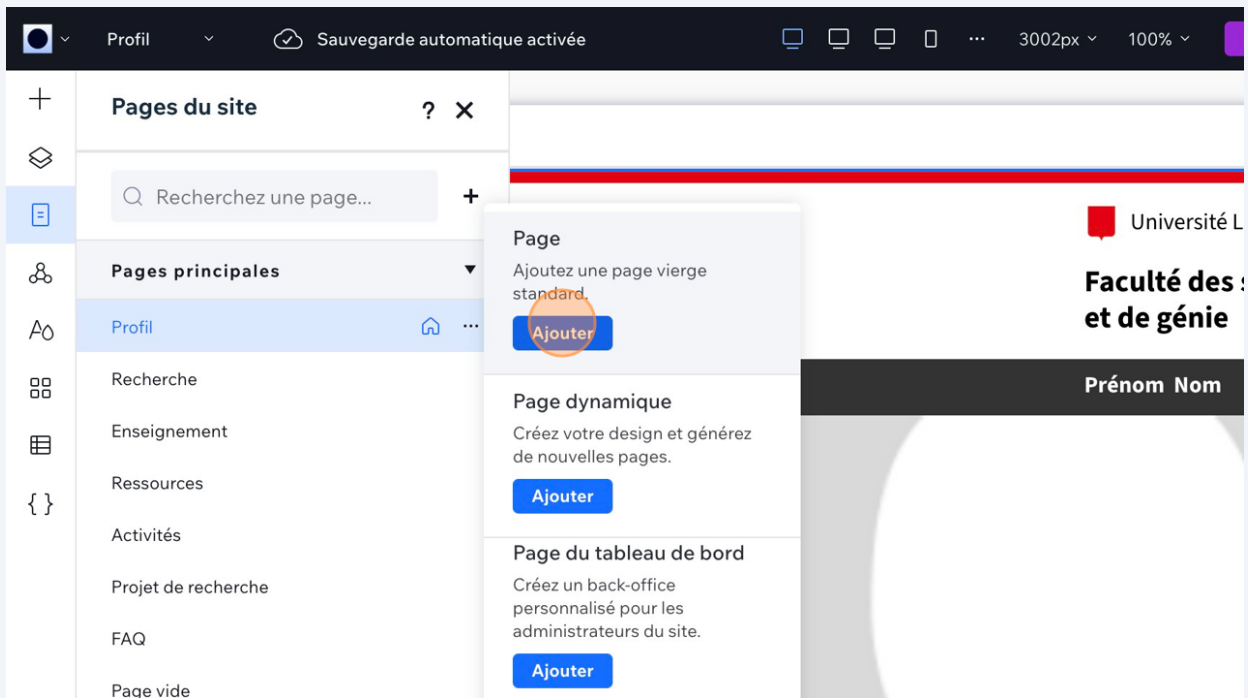 Profil
Sauvegarde automatique activée
3002px
100%
Pages du site
?
Recherchez une page...
Pages principales
Profil
Recherche
Enseignement
Ressources
Activités
Projet de recherche
FAQ
Page vide
Page
Ajoutez une page vierge
standard.
Ajouter
Page dynamique
Créez votre design et générez
de nouvelles pages.
Ajouter
Page du tableau de bord
Créez un back-office
personnalisé pour les
administrateurs du site.
Ajouter
Université L
Faculté des s
et de génie
Prénom Nom